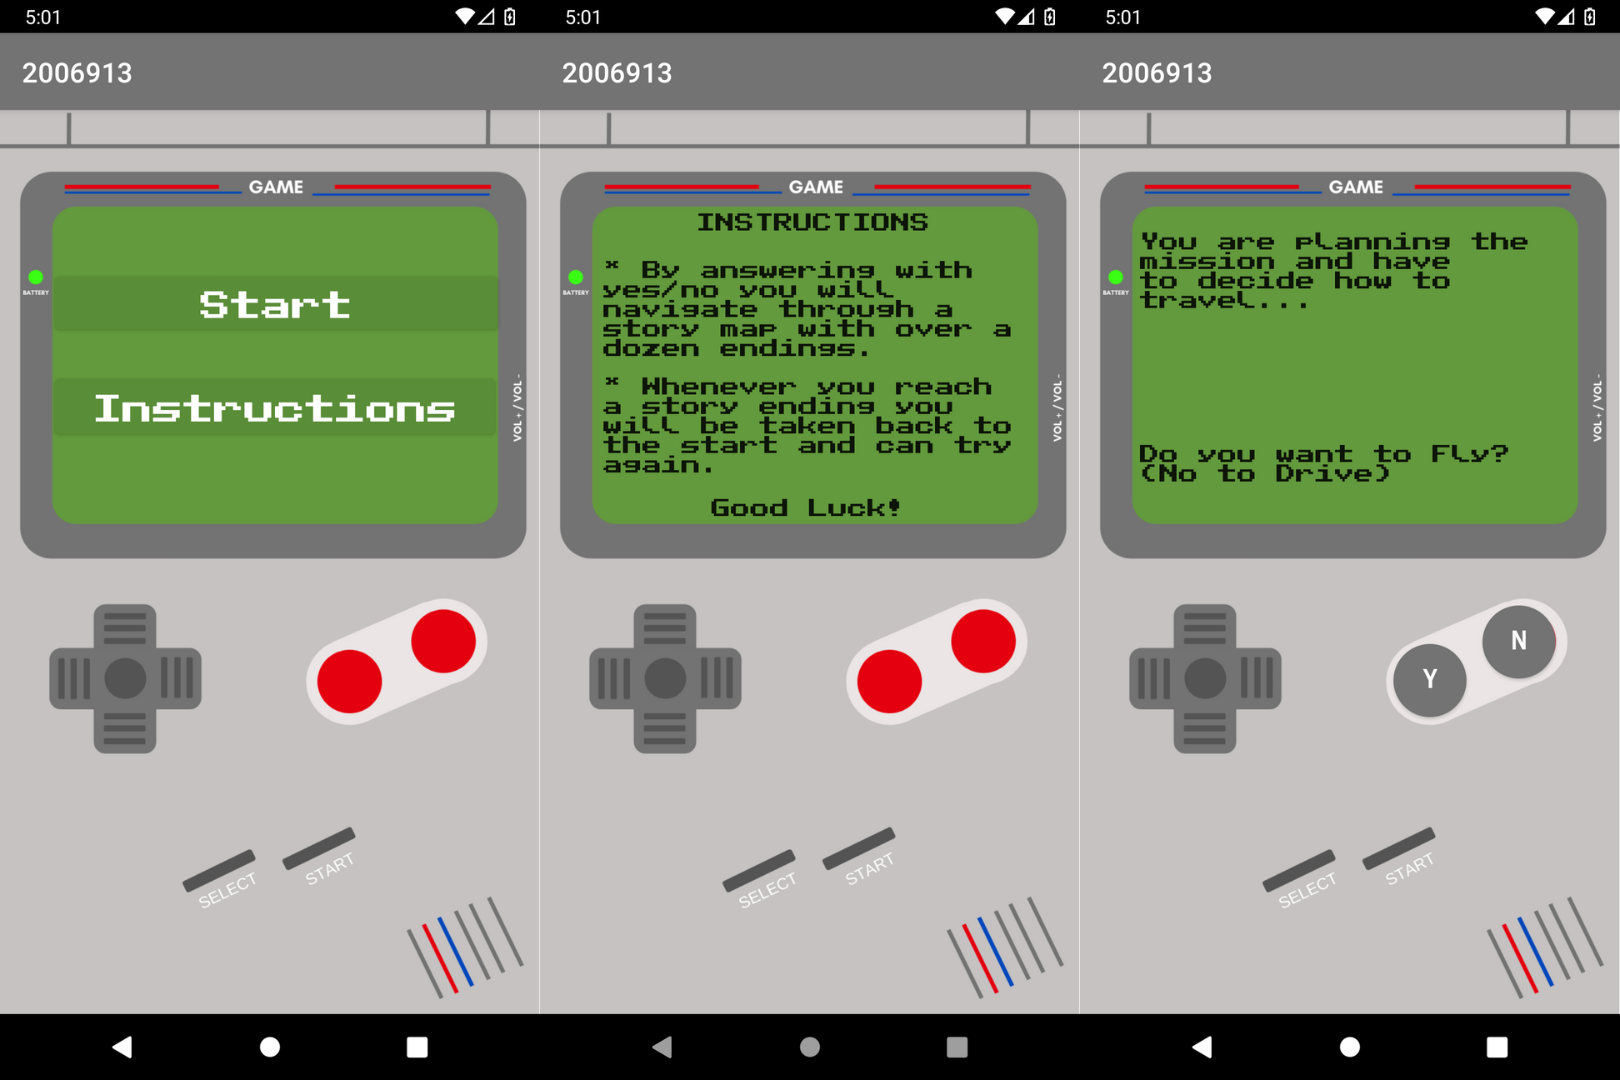 5:01
2006913
GAME
BATTERY
Start
Instructions
VOL + / VOL -
SELECT
START
5:01
2006913
GAME
BATTERY
INSTRUCTIONS
* By answering with
yes/no you will
navigate through a
story map with over a
dozen endings.
* Whenever you reach
a story ending you
will be taken back to
the start and can try
again.
Good Luck!
VOL + / VOL -
SELECT
START
5:01
2006913
GAME
BATTERY
You are planning the
mission and have
to decide how to
travel...
Do you want to Fly?
(No to Drive)
VOL + / VOL -
N
Y
SELECT
START